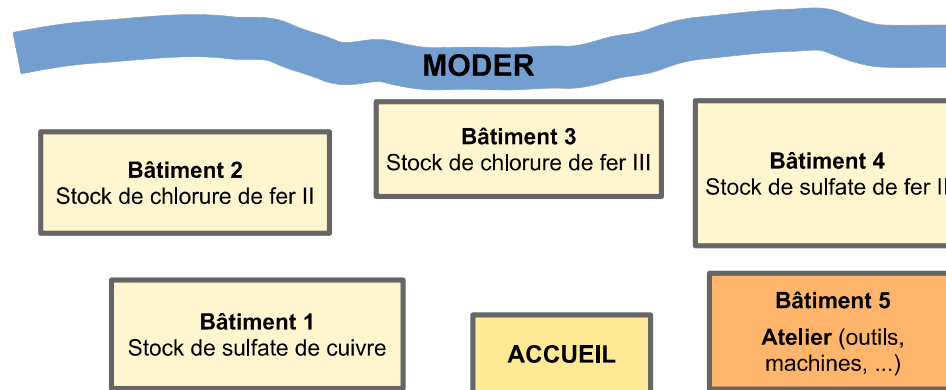 MODER
Bâtiment 2
Stock de chlorure de fer II
Bâtiment 3
Stock de chlorure de fer III
Bâtiment 4
Stock de sulfate de fer II
Bâtiment 1
Stock de sulfate de cuivre
ACCUEIL
Bâtiment 5
Atelier (outils,
machines, ...)